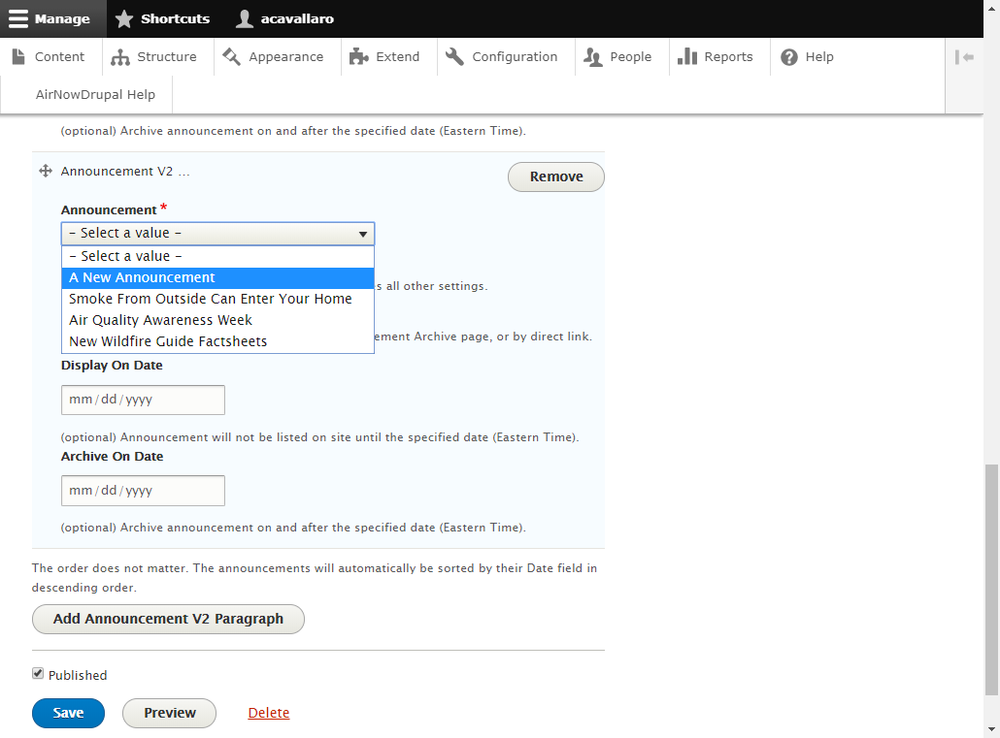 Manage Shortcuts acavallaro
Content Structure Appearance Extend Configuration People Reports Help
AirNowDrupal Help
(optional) Archive announcement on and after the specified date (Eastern Time).
Announcement V2 ...
Remove
Announcement *
- Select a value -
- Select a value -
A New Announcement
s all other settings.
Smoke From Outside Can Enter Your Home
Air Quality Awareness Week
ement Archive page, or by direct link.
New Wildfire Guide Factsheets
Display On Date
mm/dd/yyyy
(optional) Announcement will not be listed on site until the specified date (Eastern Time).
Archive On Date
mm/dd/yyyy
(optional) Archive announcement on and after the specified date (Eastern Time).
The order does not matter. The announcements will automatically be sorted by their Date field in
descending order.
Add Announcement V2 Paragraph
Published
Save Preview Delete